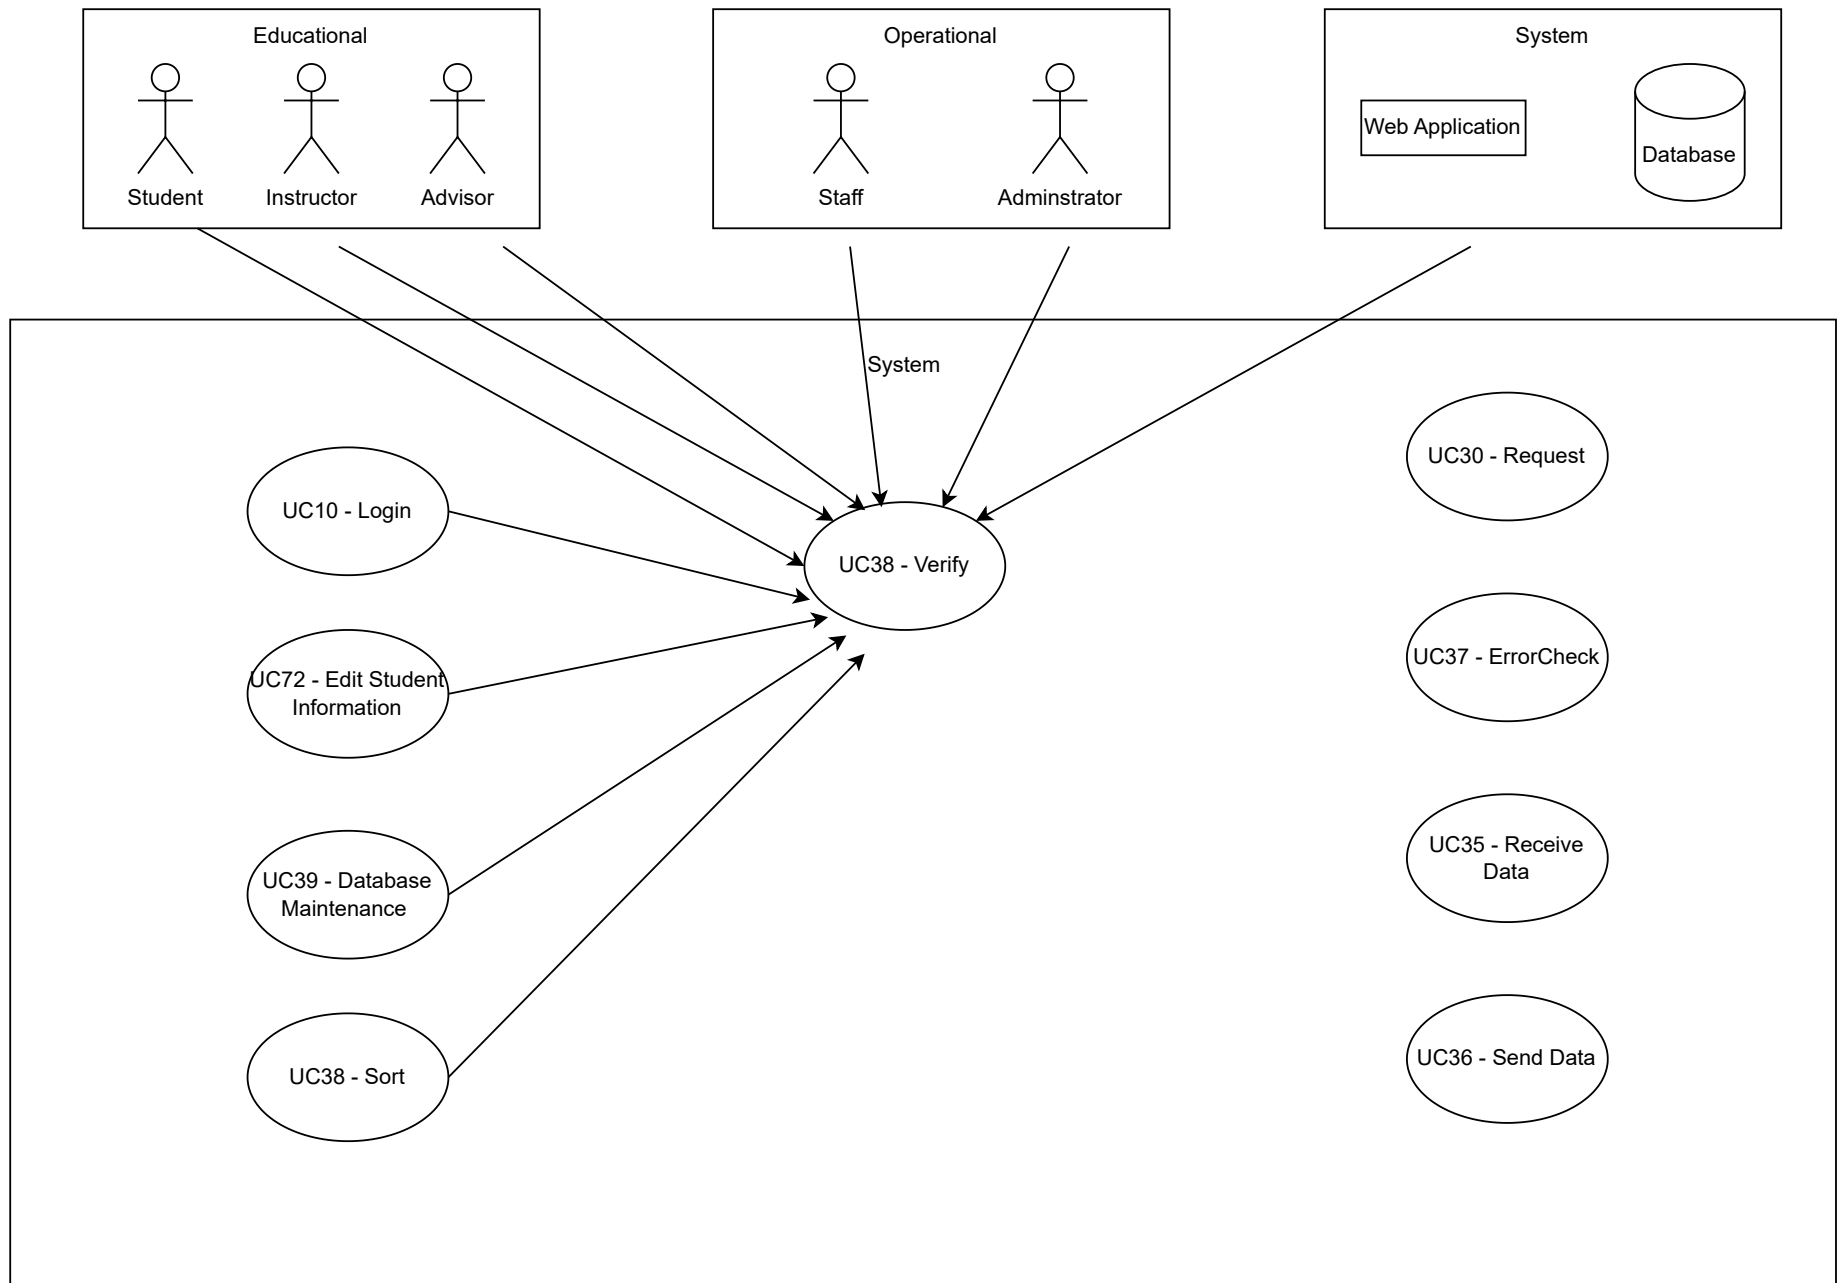 Educational
Operational
System
Student
Instructor
Advisor
Staff
Adminstrator
Web Application
Database
System
UC10 - Login
UC72 - Edit Student
Information
UC39 - Database
Maintenance
UC38 - Sort
UC38 - Verify
UC30 - Request
UC37 - ErrorCheck
UC35 - Receive
Data
UC36 - Send Data